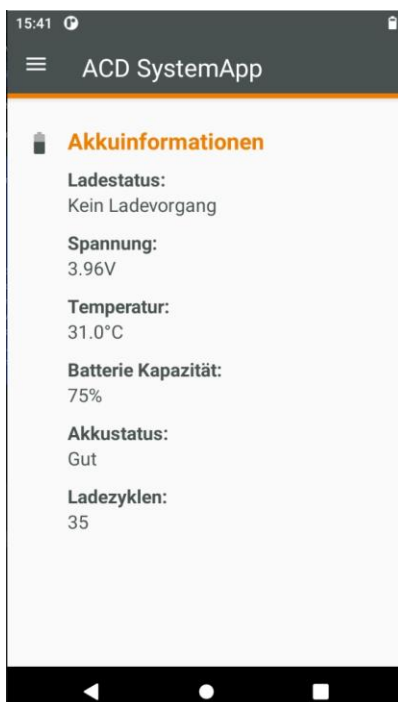 15:41
ACD SystemApp
Akkuinformationen
Ladestatus:
Kein Ladevorgang
Spannung:
3.96V
Temperatur:
31.0°C
Batterie Kapazität:
75%
Akkustatus:
Gut
Ladezyklen:
35